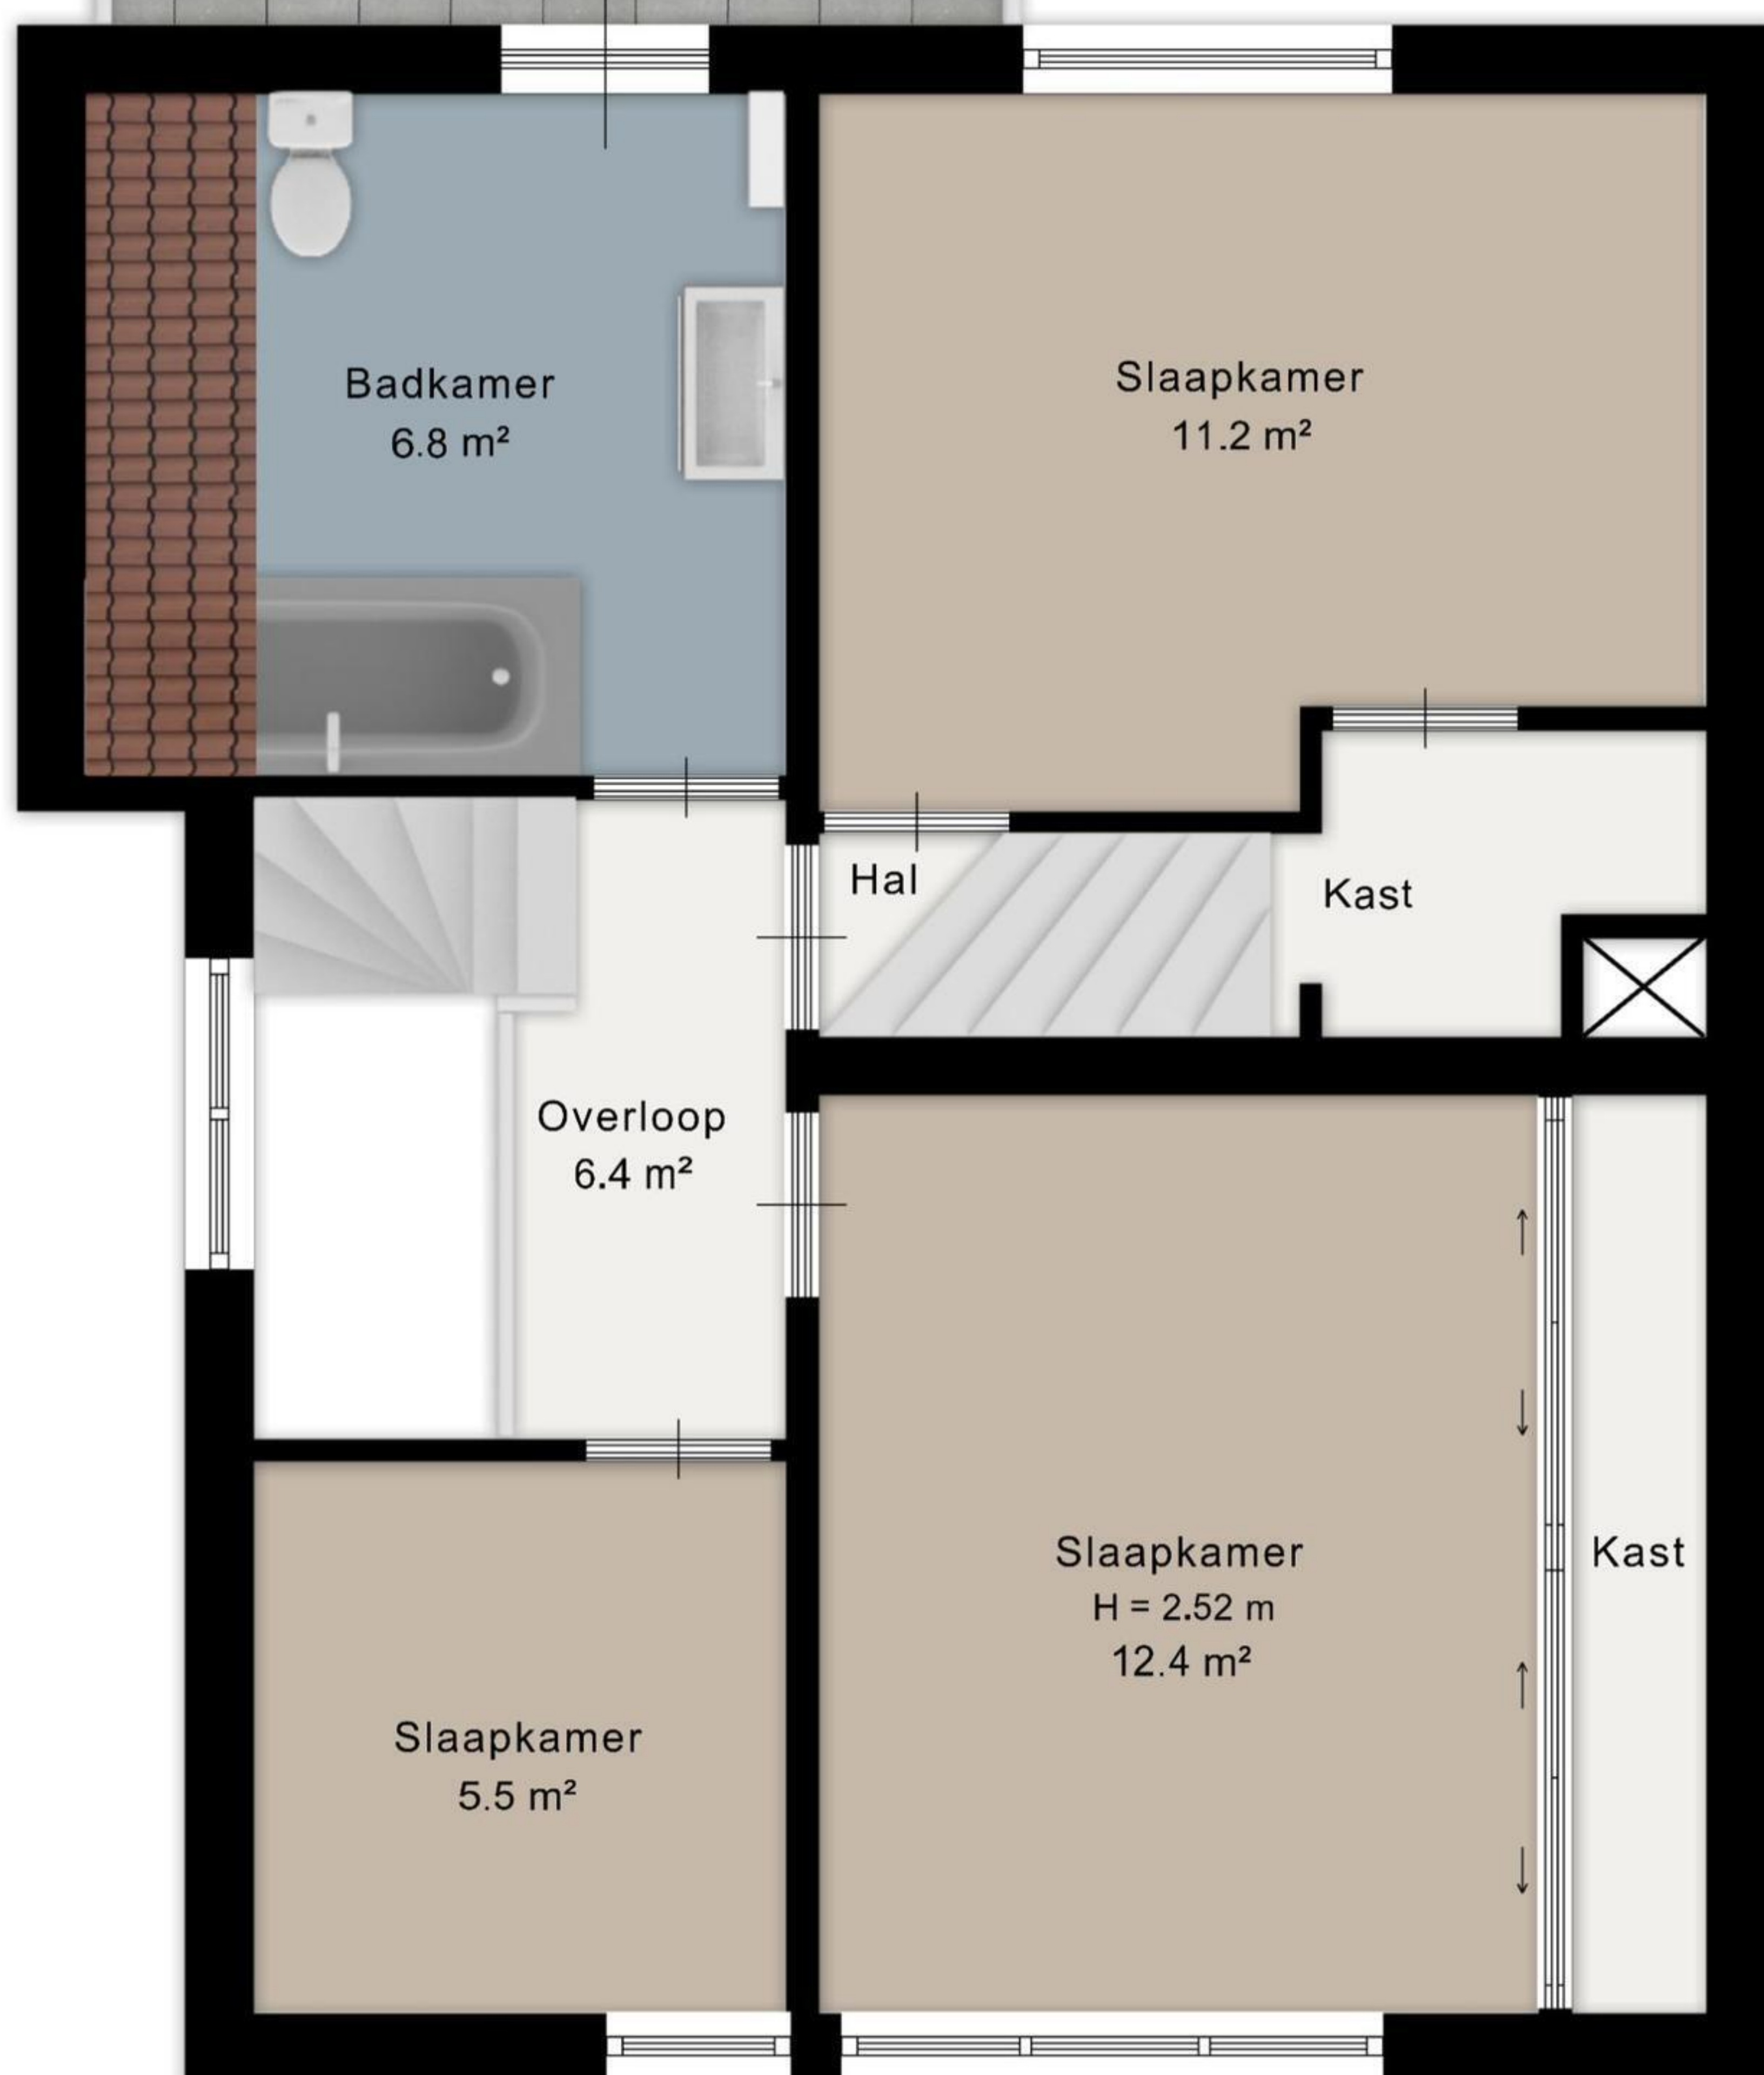 Badkamer
6.8 m²
Slaapkamer
11.2 m²
Hal
Kast
Overloop
6.4 m²
Slaapkamer
H = 2.52 m
12.4 m²
Kast
Slaapkamer
5.5 m²